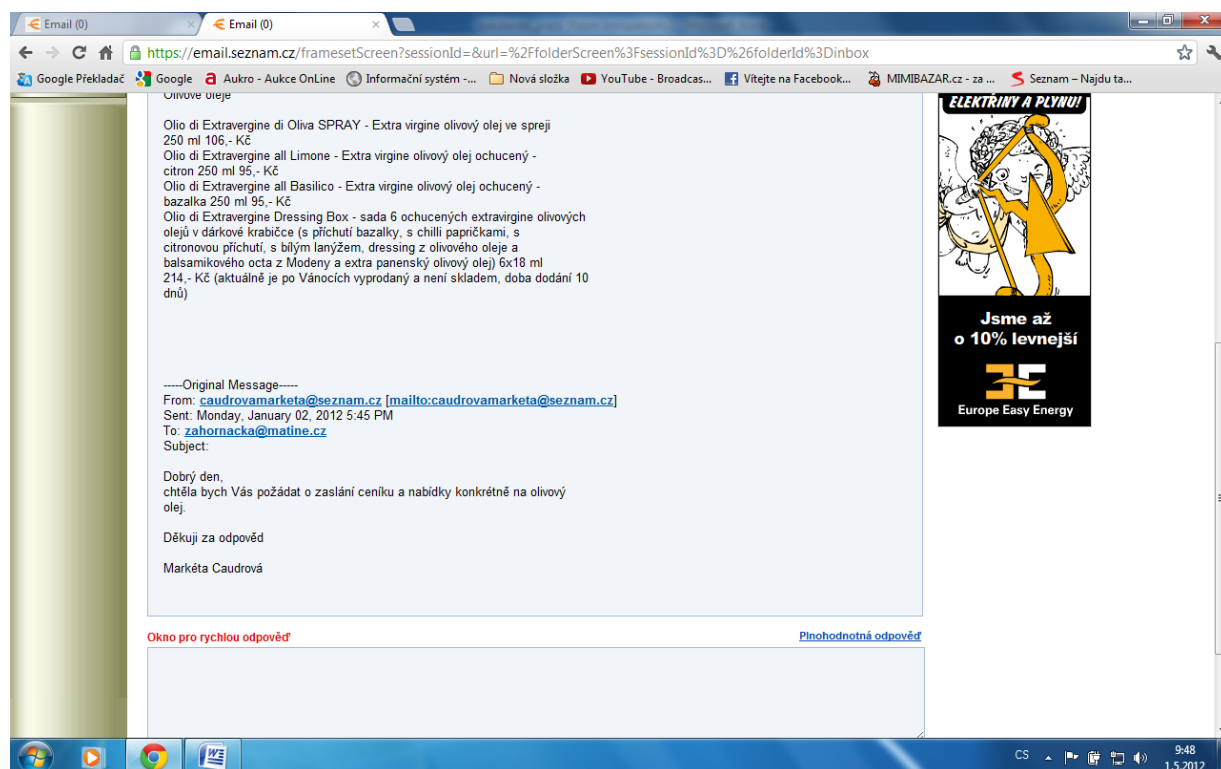 Email (0)
Email (0)
https://email.seznam.cz/framesetScreen?sessionId=&url=%2FfolderScreen%3FsessionId%3D%26folderId%3Dinbox
Google Překladač Google Aukro - Aukce OnLine Informační systém -... Nová složka YouTube - Broadcas... Vítejte na Facebook... MIMIBAZAR.cz - za ... Seznam – Najdu ta...
Olivové oleje
Olio di Extravergine di Oliva SPRAY - Extra virgine olivový olej ve spreji
250 ml 106,- Kč
Olio di Extravergine all Limone - Extra virgine olivový olej ochucený -
citron 250 ml 95,- Kč
Olio di Extravergine all Basilico - Extra virgine olivový olej ochucený -
bazalka 250 ml 95,- Kč
Olio di Extravergine Dressing Box - sada 6 ochucených extravirgine olivových
olejů v dárkové krabičce (s příchutí bazalky, s chilli papričkami, s
citronovou příchutí, s bílým lanýžem, dressing z olivového oleje a
balsamikového octa z Modeny a extra panenský olivový olej) 6x18 ml
214,- Kč (aktuálně je po Vánocích vyprodaný a není skladem, doba dodání 10
dnů)
-----Original Message-----
From: caudrovamarketa@seznam.cz [mailto:caudrovamarketa@seznam.cz]
Sent: Monday, January 02, 2012 5:45 PM
To: zahornacka@matine.cz
Subject:
Dobrý den,
chtěla bych Vás požádat o zaslání ceníku a nabídky konkrétně na olivový
olej.
Děkuji za odpověd
Markéta Caudrová
Okno pro rychlou odpověď
Plnohodnotná odpověď
ELEKTŘINY A PLYNU!
Jsme až
o 10% levnejší
Europe Easy Energy
CS
9:48
1.5.2012